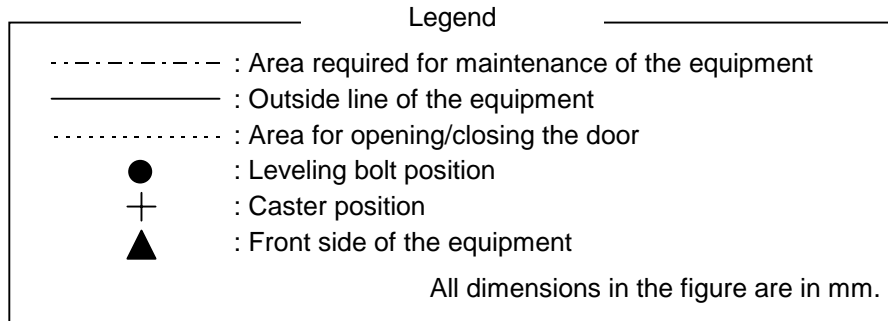 Legend
: Area required for maintenance of the equipment
: Outside line of the equipment
: Area for opening/closing the door
: Leveling bolt position
: Caster position
: Front side of the equipment
All dimensions in the figure are in mm.